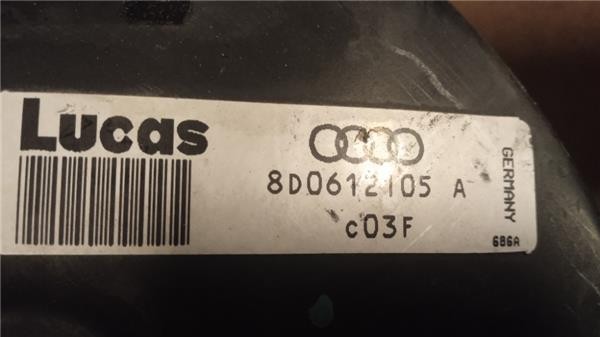 Lucas
8D0612105 A
c03F
GERMANY
6B6A